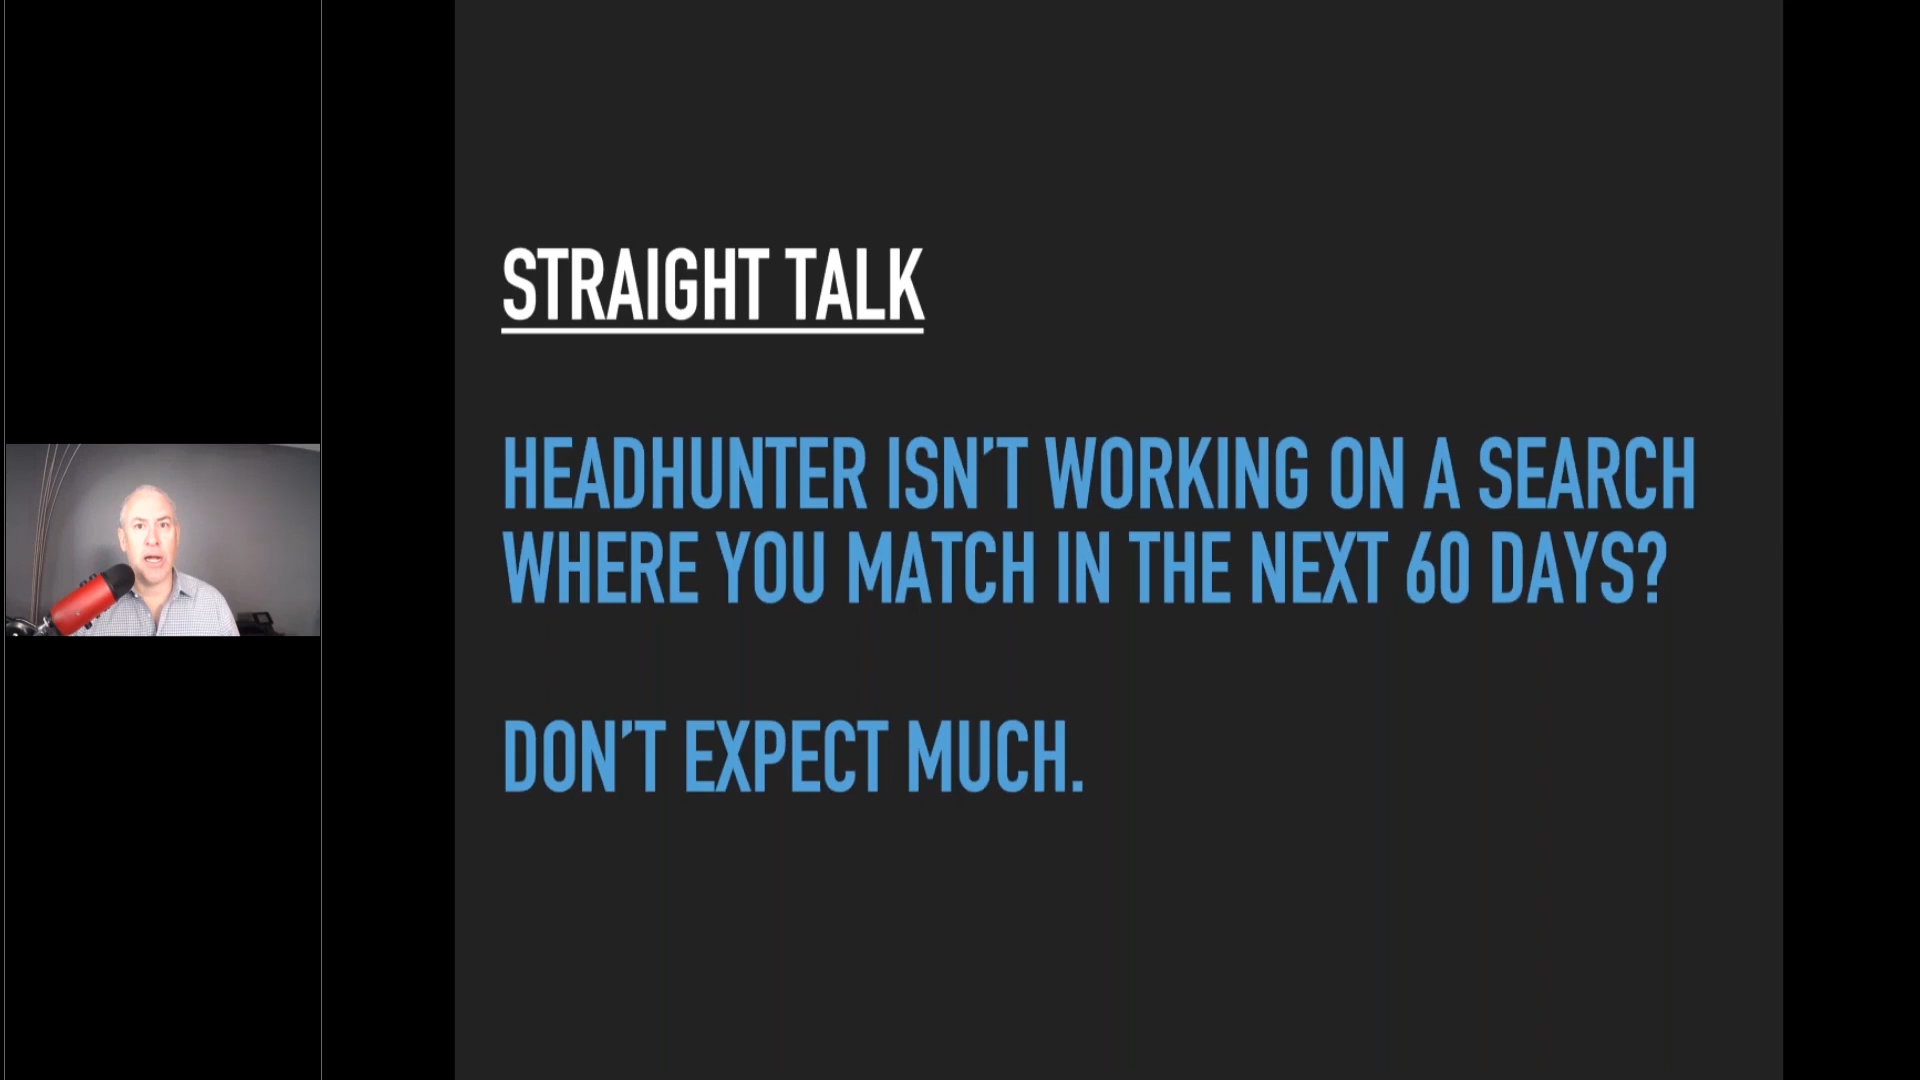 STRAIGHT TALK
HEADHUNTER ISN’T WORKING ON A SEARCH
WHERE YOU MATCH IN THE NEXT 60 DAYS?
DON’T EXPECT MUCH.